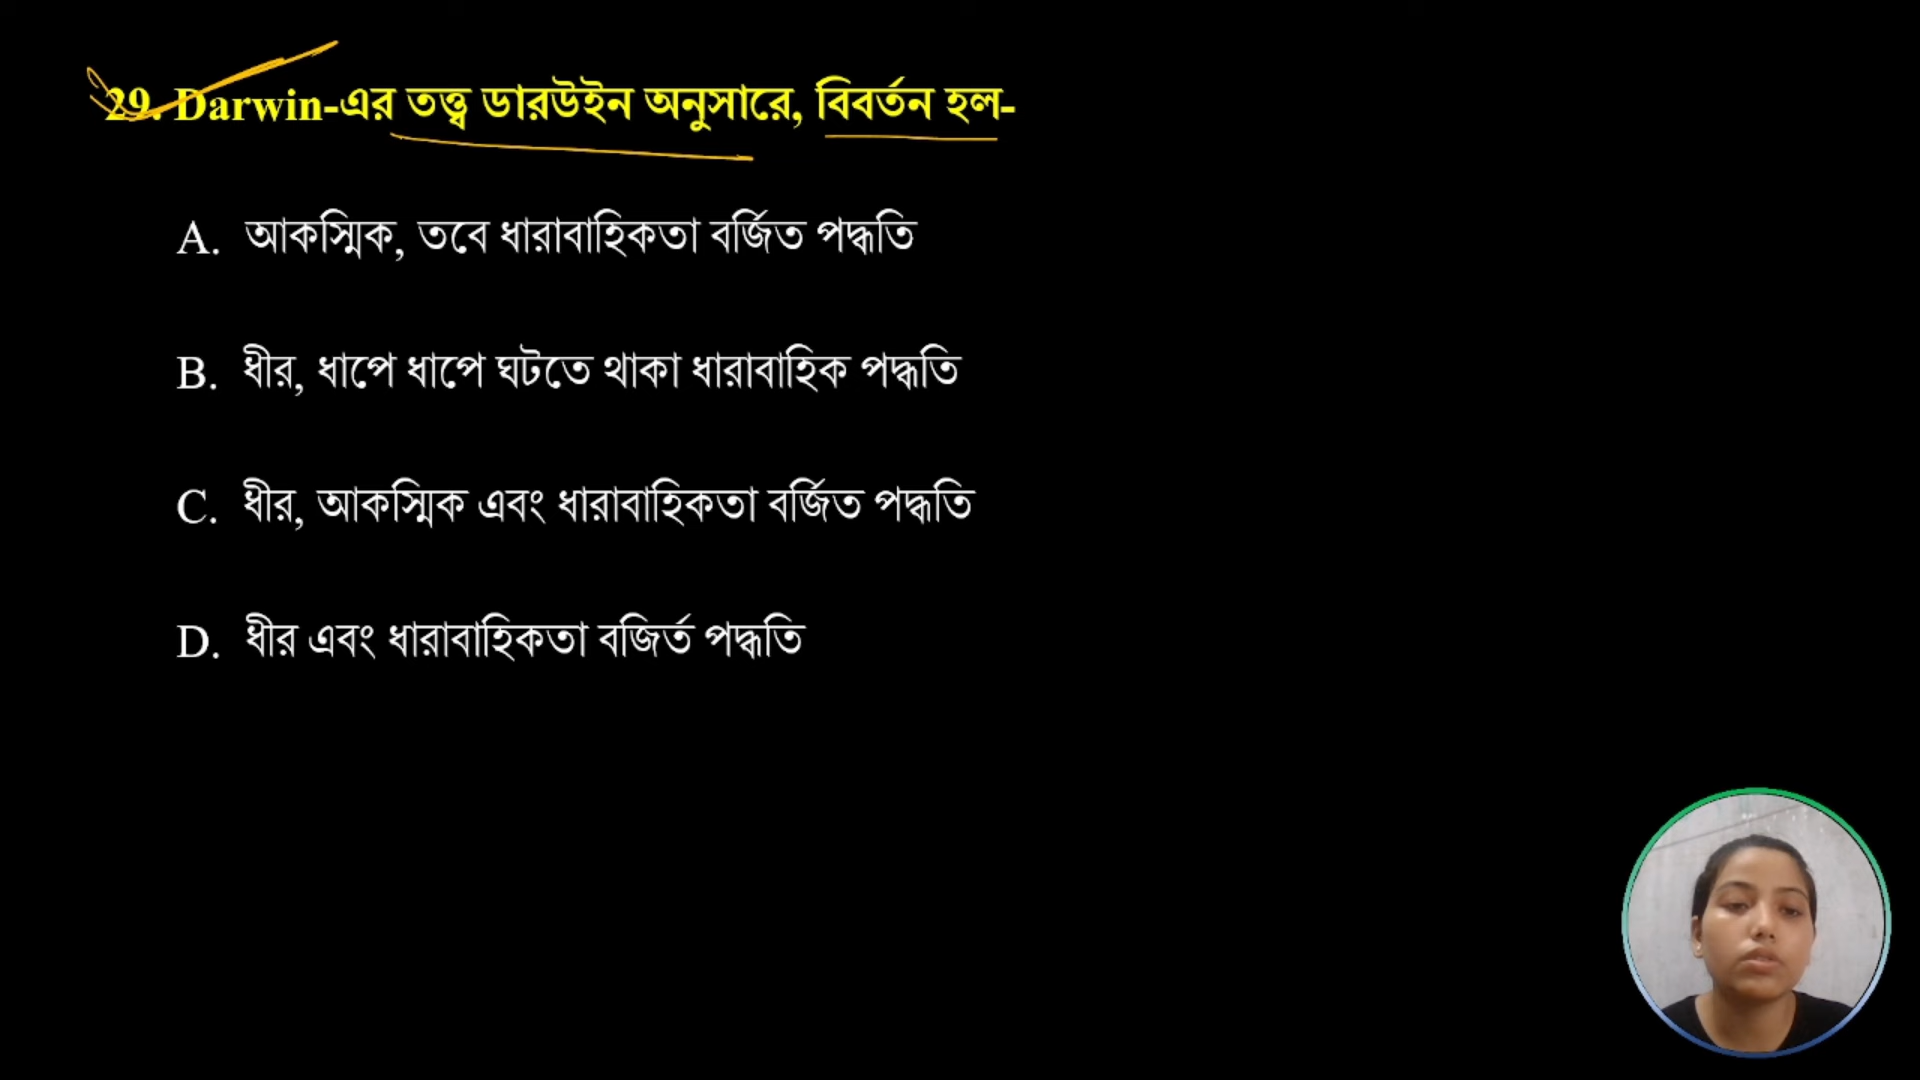 29. Darwin-এর তত্ত্ব ডারউইন অনুসারে, বিবর্তন হল-
A. আকস্মিক, তবে ধারাবাহিকতা বর্জিত পদ্ধতি
B. ধীর, ধাপে ধাপে ঘটতে থাকা ধারাবাহিক পদ্ধতি
C. ধীর, আকস্মিক এবং ধারাবাহিকতা বর্জিত পদ্ধতি
D. ধীর এবং ধারাবাহিকতা বজির্ত পদ্ধতি